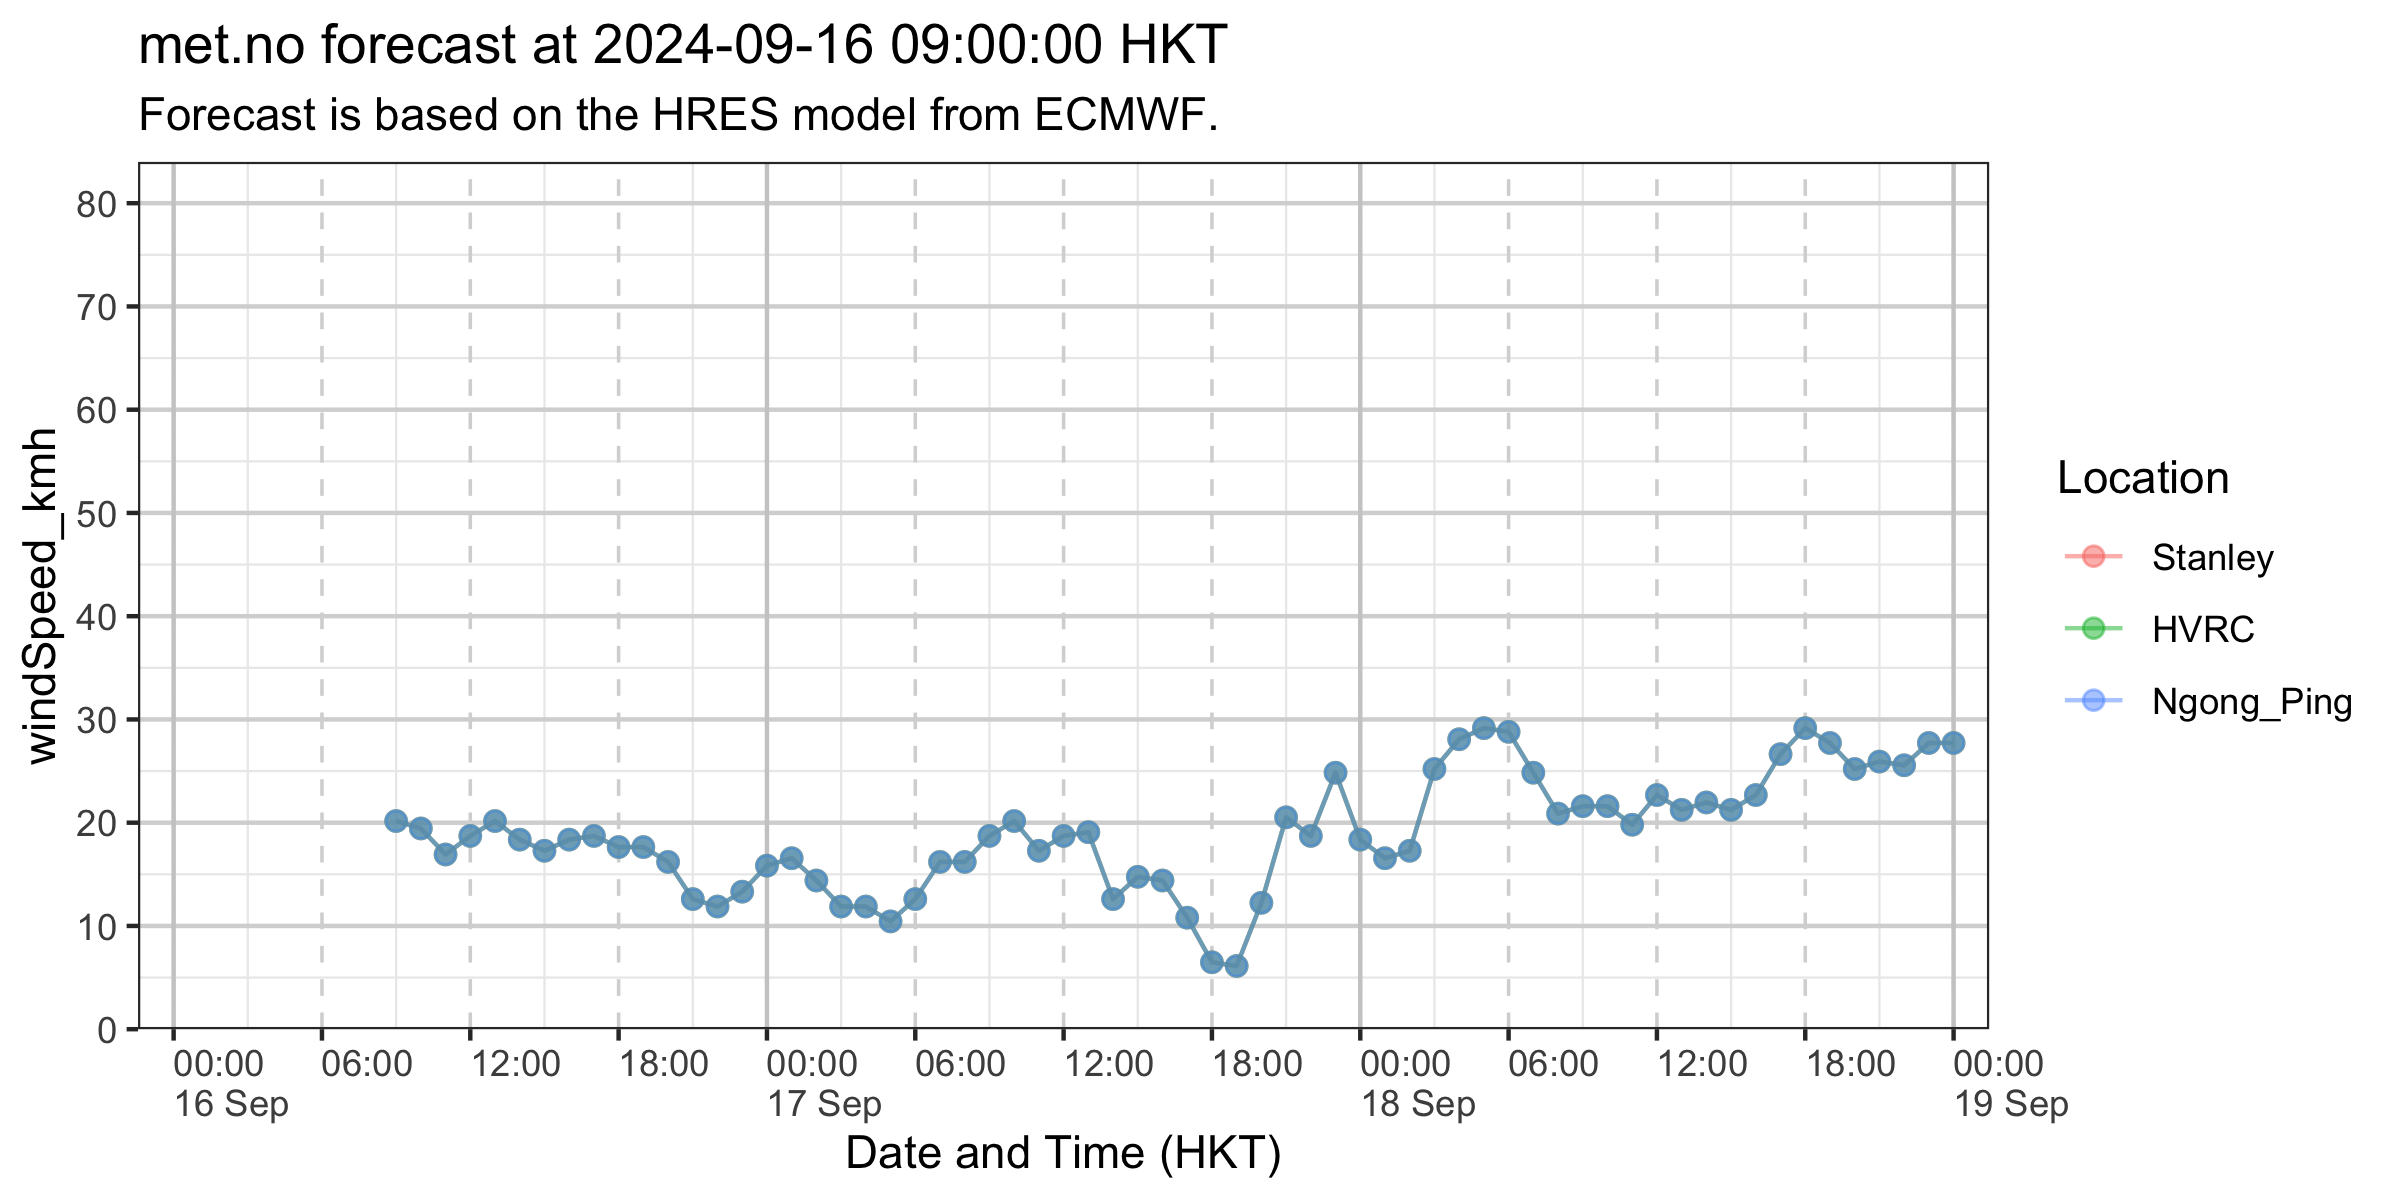 met.no forecast at 2024-09-16 09:00:00 HKT
Forecast is based on the HRES model from ECMWF.
windSpeed_kmh
80
70
60
50
40
30
20
10
0
00:00 06:00 12:00 18:00 00:00 06:00 12:00 18:00 00:00 06:00 12:00 18:00 00:00
16 Sep 17 Sep 18 Sep 19 Sep
Date and Time (HKT)
Location
Stanley
HVRC
Ngong_Ping